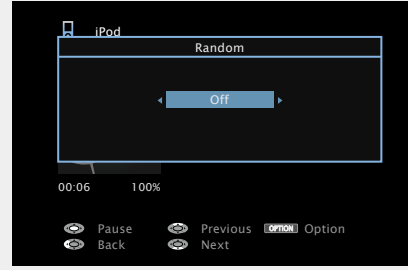 iPod
Random
Off
00:06 100%
Pause Previous OPTION Option
Back Next